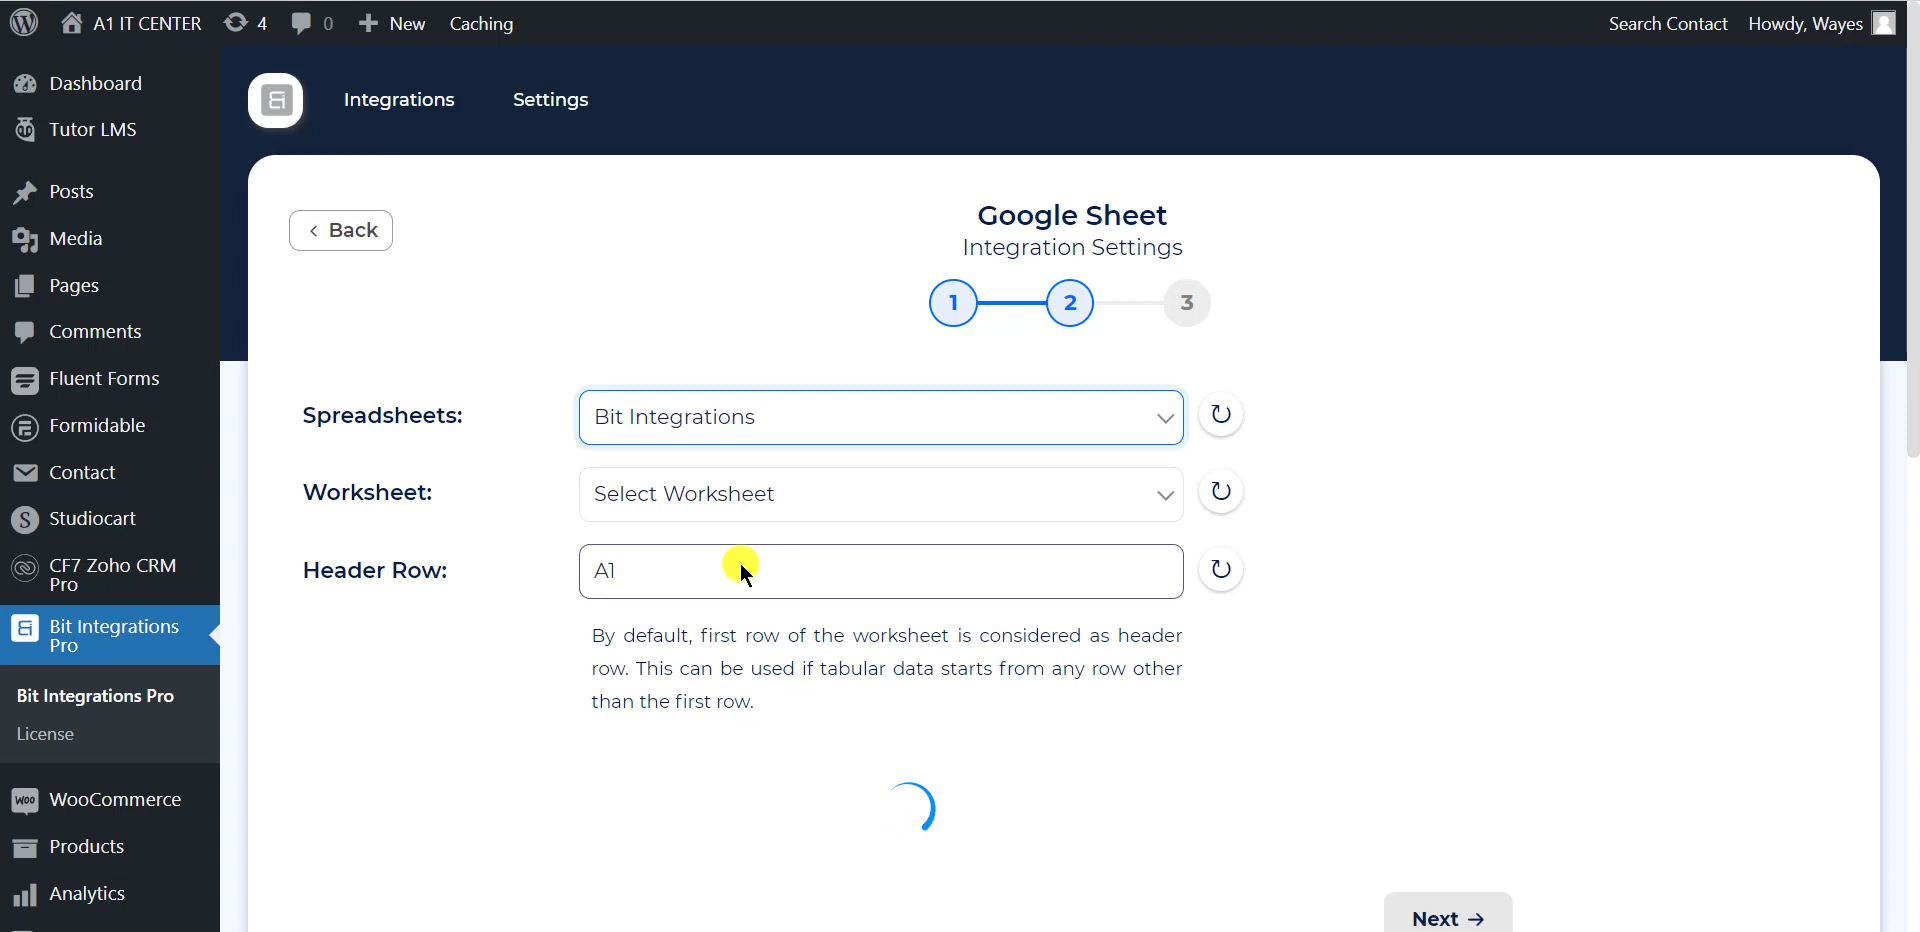 A1 IT CENTER 4 0 New Caching Search Contact Howdy, Wayes
Dashboard
Tutor LMS
Posts
Media
Pages
Comments
Fluent Forms
Formidable
Contact
Studiocart
CF7 Zoho CRM
Pro
Bit Integrations
Pro
Bit Integrations Pro
License
WooCommerce
Products
Analytics
Integrations Settings
Back
Google Sheet
Integration Settings
1 2 3
Spreadsheets: Bit Integrations
Worksheet: Select Worksheet
Header Row: A1
By default, first row of the worksheet is considered as header
row. This can be used if tabular data starts from any row other
than the first row.
Next